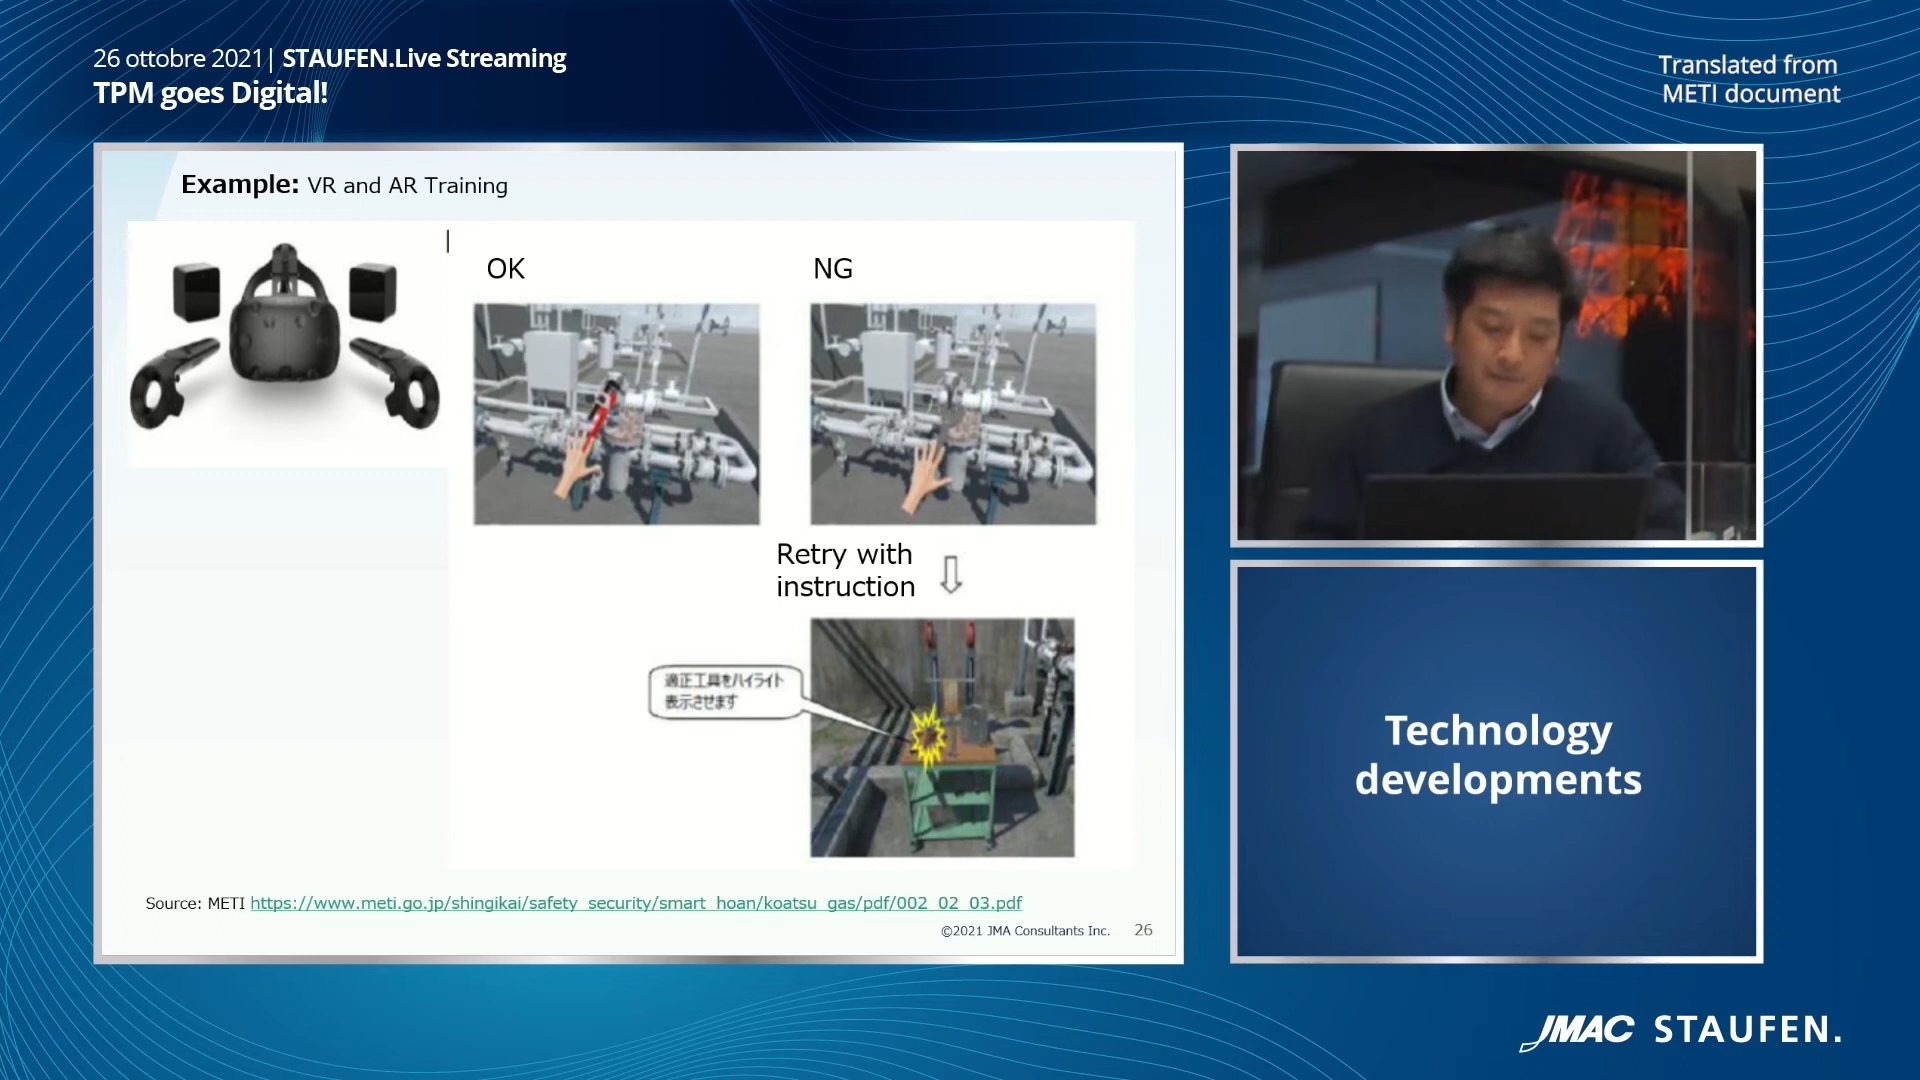 26 ottobre 2021| STAUFEN.Live Streaming
TPM goes Digital!
Translated from
METI document
Example: VR and AR Training
OK
NG
Retry with
instruction
適正工具をハイライト
表示させます
Source: METI https://www.meti.go.jp/shingikai/safety_security/smart_hoan/koatsu_gas/pdf/002_02_03.pdf
©2021 JMA Consultants Inc. 26
Technology
developments
JMAC STAUFEN.